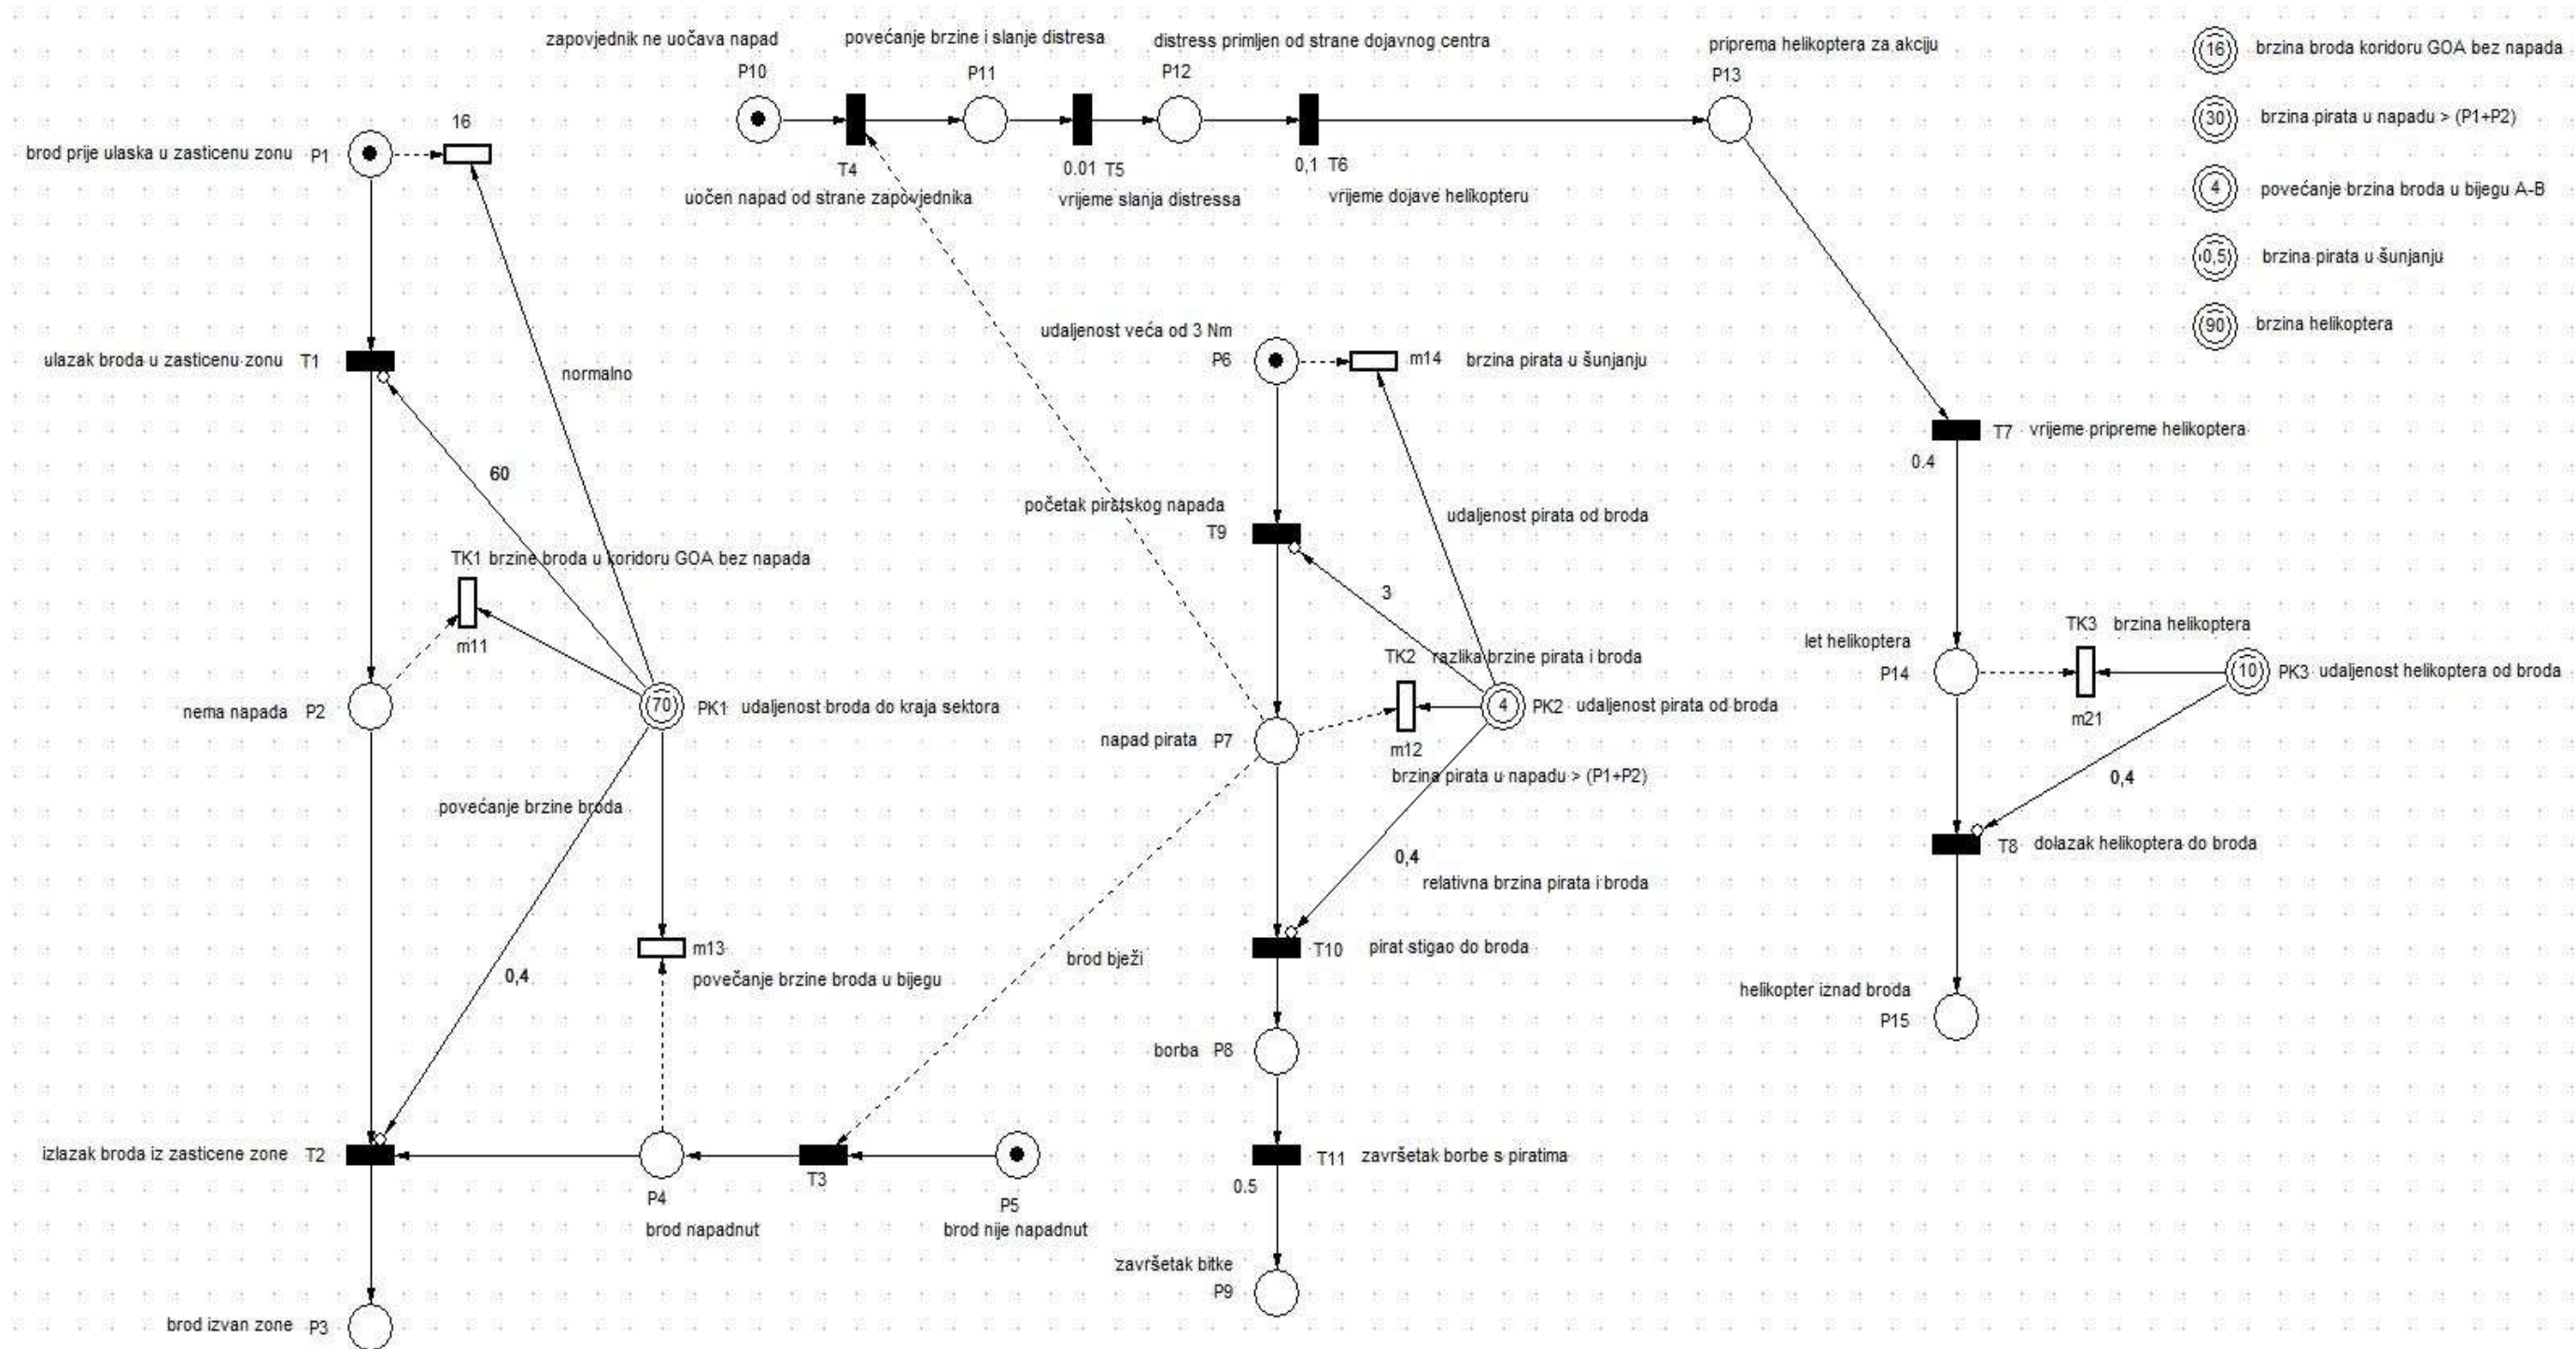 zapovjednik ne uočava napad
P10
povećanje brzine i slanje distresa
P11
distress primljen od strane dojavnog centra
P12
priprema helikoptera za akciju
P13
16 brzina broda koridoru GOA bez napada
30 brzina pirata u napadu > (P1+P2)
4 povećanje brzina broda u bijegu A-B
0,5 brzina pirata u šunjanju
90 brzina helikoptera
16
brod prije ulaska u zasticenu zonu P1
T4
uočen napad od strane zapovjednika
0.01 T5
vrijeme slanja distressa
0,1 T6
vrijeme dojave helikopteru
ulazak broda u zasticenu zonu T1
normalno
60
udaljenost veća od 3 Nm
P6
m14 brzina pirata u šunjanju
T7 vrijeme pripreme helikoptera
0.4
početak piratskog napada
T9
udaljenost pirata od broda
3
TK1 brzine broda u koridoru GOA bez napada
m11
nema napada P2
70 PK1 udaljenost broda do kraja sektora
TK2 razlika brzine pirata i broda
4 PK2 udaljenost pirata od broda
napad pirata P7
m12
brzina pirata u napadu > (P1+P2)
let helikoptera
P14
TK3 brzina helikoptera
10 PK3 udaljenost helikoptera od broda
m21
0,4
povećanje brzine broda
0,4
relativna brzina pirata i broda
T8 dolazak helikoptera do broda
m13
povečanje brzine broda u bijegu
0,4
brod bježi
T10 pirat stigao do broda
helikopter iznad broda
P15
borba P8
izlazak broda iz zasticene zone T2
P4
brod napadnut
T3
P5
brod nije napadnut
T11 završetak borbe s piratima
0.5
završetak bitke
P9
brod izvan zone P3